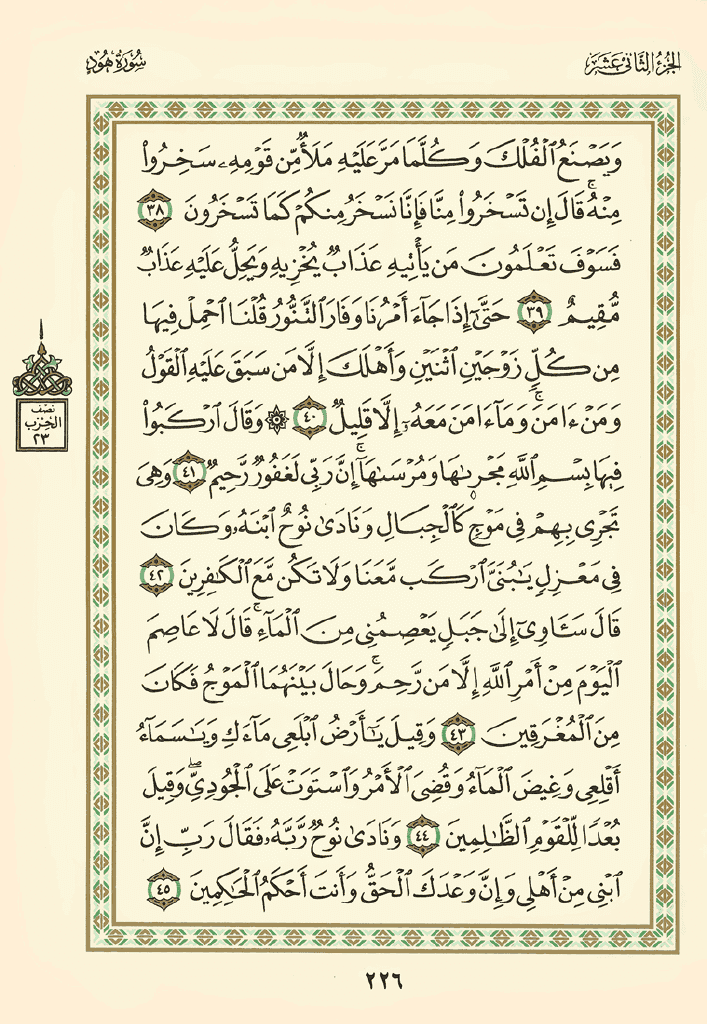 الجزء الثاني عشر
سورة هود
وَيَصْنَعُ ٱلْفُلْكَ وَكُلَّمَا مَرَّ عَلَيْهِ مَلَأٌ مِّن قَوْمِهِۦ سَخِرُوا۟
مِنْهُ ۚ قَالَ إِن تَسْخَرُوا۟ مِنَّا فَإِنَّا نَسْخَرُ مِنكُمْ كَمَا تَسْخَرُونَ ٣٨
فَسَوْفَ تَعْلَمُونَ مَن يَأْتِيهِ عَذَابٌ يُخْزِيهِ وَيَحِلُّ عَلَيْهِ عَذَابٌ
مُّقِيمٌ ٣٩ حَتَّىٰٓ إِذَا جَآءَ أَمْرُنَا وَفَارَ ٱلتَّنُّورُ قُلْنَا ٱحْمِلْ فِيهَا
مِن كُلٍّ زَوْجَيْنِ ٱثْنَيْنِ وَأَهْلَكَ إِلَّا مَن سَبَقَ عَلَيْهِ ٱلْقَوْلُ
وَمَنْ ءَامَنَ ۚ وَمَآ ءَامَنَ مَعَهُۥٓ إِلَّا قَلِيلٌ ٤٠ ۞ وَقَالَ ٱرْكَبُوا۟
فِيهَا بِسْمِ ٱللَّهِ مَجْر۪ىٰهَا وَمُرْسَىٰهَآ ۚ إِنَّ رَبِّى لَغَفُورٌ رَّحِيمٌ ٤١ وَهِىَ
تَجْرِى بِهِمْ فِى مَوْجٍ كَٱلْجِبَالِ وَنَادَىٰ نُوحٌ ٱبْنَهُۥ وَكَانَ
فِى مَعْزِلٍ يَٰبُنَىَّ ٱرْكَب مَّعَنَا وَلَا تَكُن مَّعَ ٱلْكَٰفِرِينَ ٤٢
قَالَ سَـَٔاوِىٓ إِلَىٰ جَبَلٍ يَعْصِمُنِى مِنَ ٱلْمَآءِ ۚ قَالَ لَا عَاصِمَ
ٱلْيَوْمَ مِنْ أَمْرِ ٱللَّهِ إِلَّا مَن رَّحِمَ ۚ وَحَالَ بَيْنَهُمَا ٱلْمَوْجُ فَكَانَ
مِنَ ٱلْمُغْرَقِينَ ٤٣ وَقِيلَ يَٰٓأَرْضُ ٱبْلَعِى مَآءَكِ وَيَٰسَمَآءُ
أَقْلِعِى وَغِيضَ ٱلْمَآءُ وَقُضِىَ ٱلْأَمْرُ وَٱسْتَوَتْ عَلَى ٱلْجُودِىِّ ۖ وَقِيلَ
بُعْدًا لِّلْقَوْمِ ٱلظَّٰلِمِينَ ٤٤ وَنَادَىٰ نُوحٌ رَّبَّهُۥ فَقَالَ رَبِّ إِنَّ
ٱبْنِى مِنْ أَهْلِى وَإِنَّ وَعْدَكَ ٱلْحَقُّ وَأَنتَ أَحْكَمُ ٱلْحَٰكِمِينَ ٤٥
نصف
الحزب
٢٣
٢٢٦